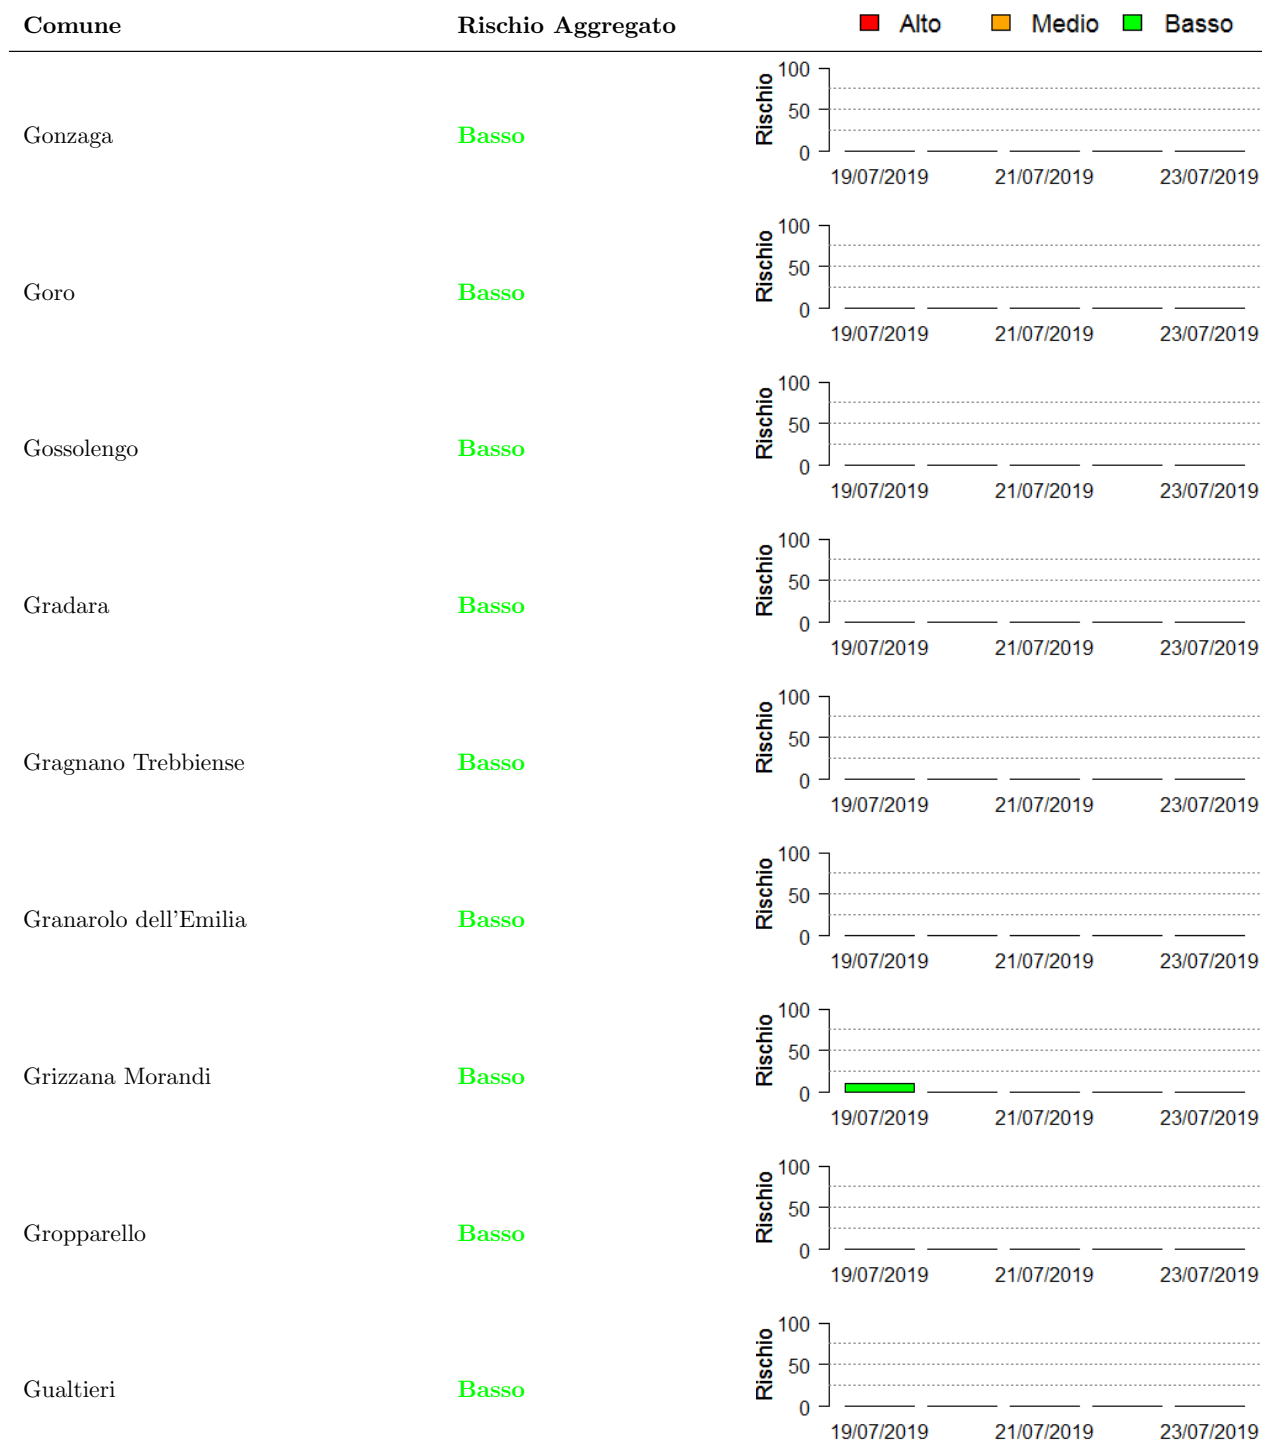 Comune Rischio Aggregato Alto Medio Basso
100
Rischio
50
Gonzaga Basso
0
19/07/2019 21/07/2019 23/07/2019
100
Rischio
50
Goro Basso
0
19/07/2019 21/07/2019 23/07/2019
100
Rischio
50
Gossolengo Basso
0
19/07/2019 21/07/2019 23/07/2019
100
Rischio
50
Gradara Basso
0
19/07/2019 21/07/2019 23/07/2019
100
Rischio
50
Gragnano Trebbiense Basso
0
19/07/2019 21/07/2019 23/07/2019
100
Rischio
50
Granarolo dell'Emilia Basso
0
19/07/2019 21/07/2019 23/07/2019
100
Rischio
50
Grizzana Morandi Basso
0
19/07/2019 21/07/2019 23/07/2019
100
Rischio
50
Gropparello Basso
0
19/07/2019 21/07/2019 23/07/2019
100
Rischio
50
Gualtieri Basso
0
19/07/2019 21/07/2019 23/07/2019